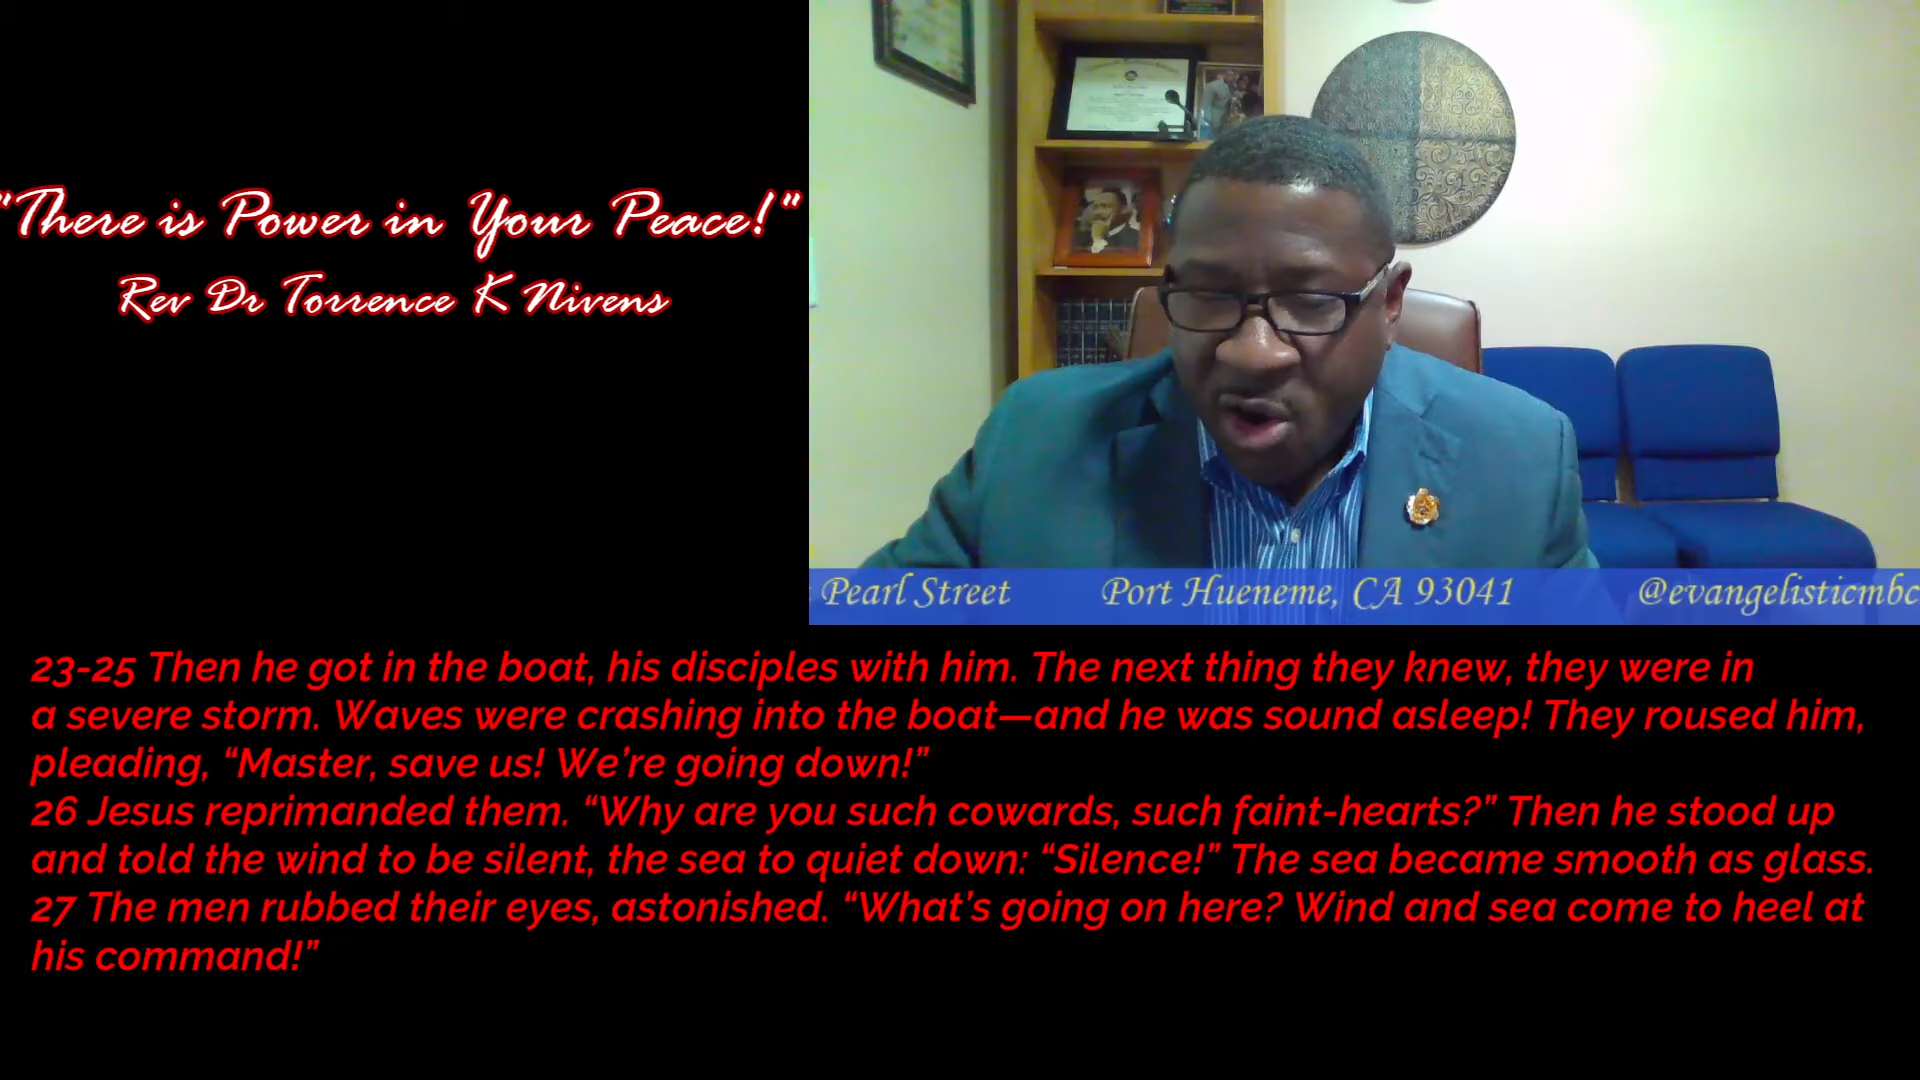 "There is Power in Your Peace!"
Rev Dr Torrence K Nivens
Pearl Street Port Hueneme, CA 93041 @evangelisticmbc
23-25 Then he got in the boat, his disciples with him. The next thing they knew, they were in
a severe storm. Waves were crashing into the boat—and he was sound asleep! They roused him,
pleading, “Master, save us! We’re going down!”
26 Jesus reprimanded them. “Why are you such cowards, such faint-hearts?” Then he stood up
and told the wind to be silent, the sea to quiet down: “Silence!” The sea became smooth as glass.
27 The men rubbed their eyes, astonished. “What’s going on here? Wind and sea come to heel at
his command!”